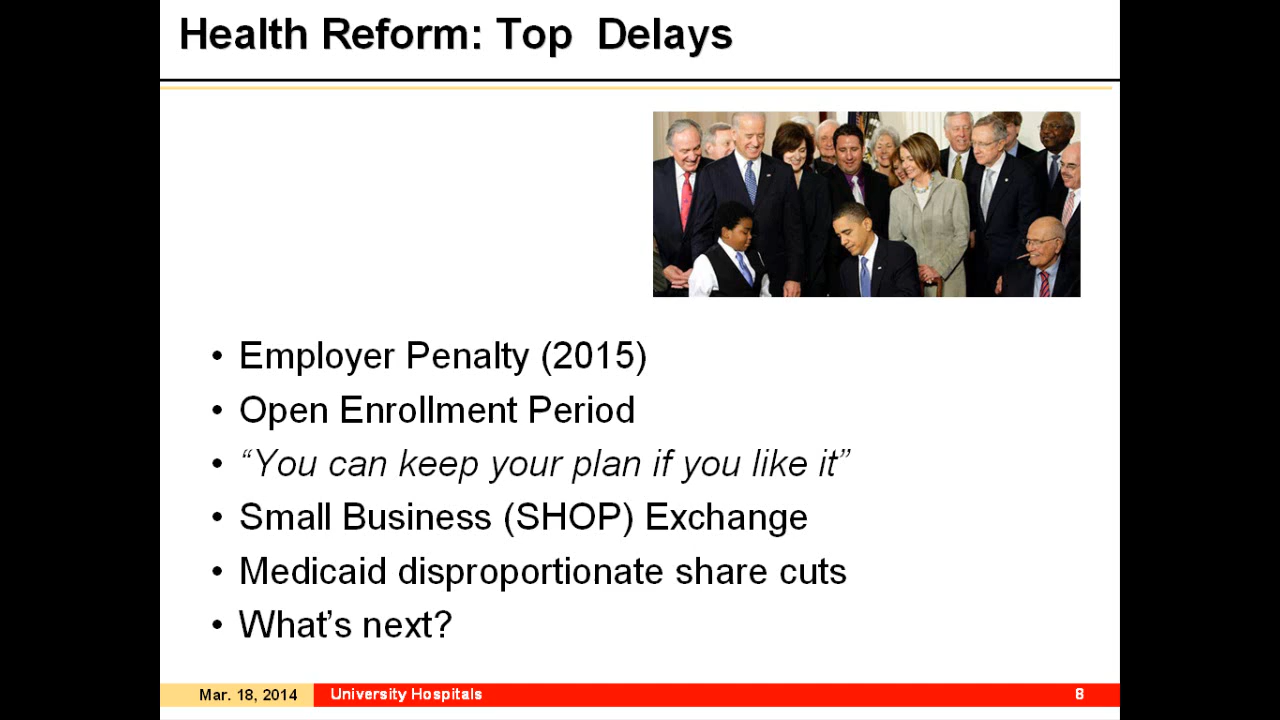 Health Reform: Top  Delays
• Employer Penalty (2015)
• Open Enrollment Period
• “You can keep your plan if you like it”
• Small Business (SHOP) Exchange
• Medicaid disproportionate share cuts
• What’s next?
Mar. 18, 2014 University Hospitals 8